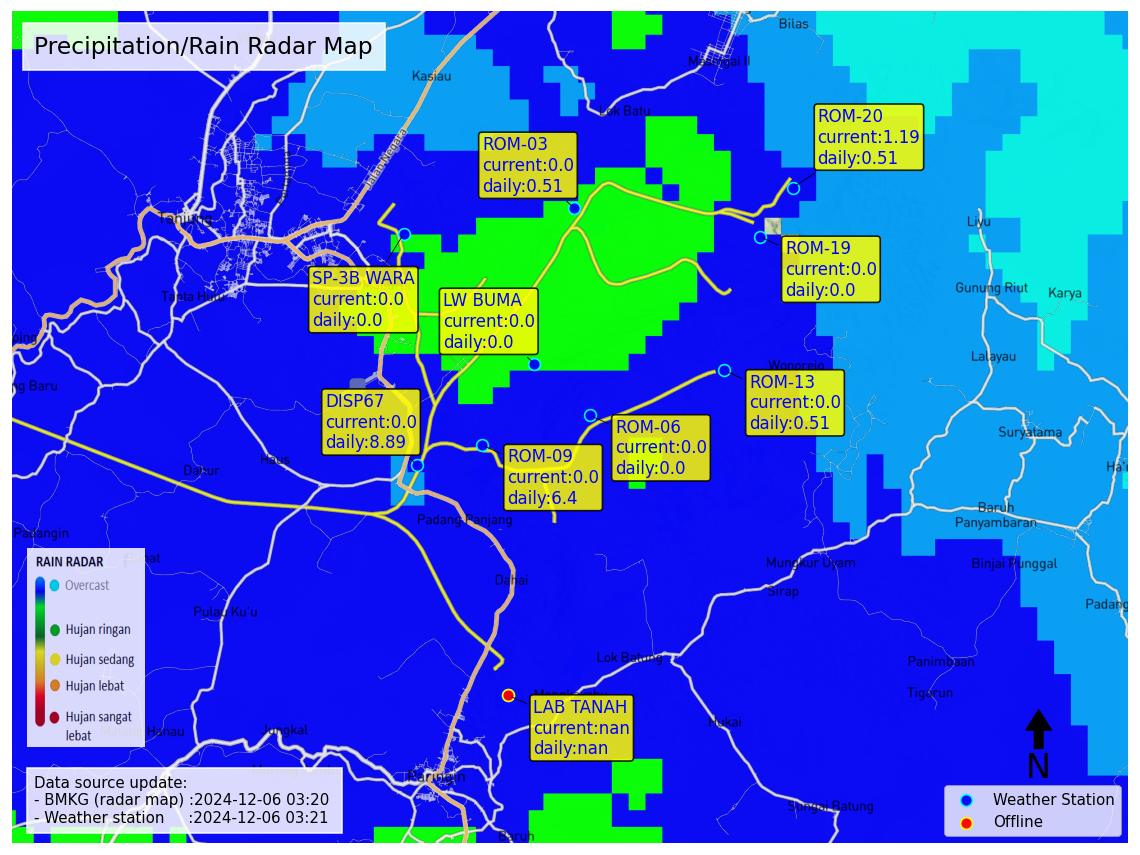 Precipitation/Rain Radar Map
Bilas
Masingai II
Kasiau
Lok Batu
Jalan Negara
ROM-20
current:1.19
daily:0.51
ROM-03
current:0.0
daily:0.51
Tanjung
Liyu
ROM-19
current:0.0
daily:0.0
SP-3B WARA
current:0.0
daily:0.0
LW BUMA
current:0.0
daily:0.0
Gunung Riut
Karya
Lalayau
Wonorejo
ng Baru
ROM-13
current:0.0
daily:0.51
DISP67
current:0.0
daily:8.89
ROM-06
current:0.0
daily:0.0
Suryatama
ROM-09
current:0.0
daily:6.4
Haus
Dahur
Baruh
Panyambaran
Padang Panjang
Padangin
Mungkur Uyam
Binjai Punggal
Dahai
Sirap
Padang
Pulau Ku'u
RAIN RADAR
Overcast
Hujan ringan
Hujan sedang
Hujan lebat
Hujan sangat
lebat
Lok Batung
Panimbaan
Tigarun
LAB TANAH
current:nan
daily:nan
Hukai
Jungkal
Hanau
Paringin
Sungai Batung
Baruh
N
Data source update:
- BMKG (radar map) :2024-12-06 03:20
- Weather station :2024-12-06 03:21
Weather Station
Offline